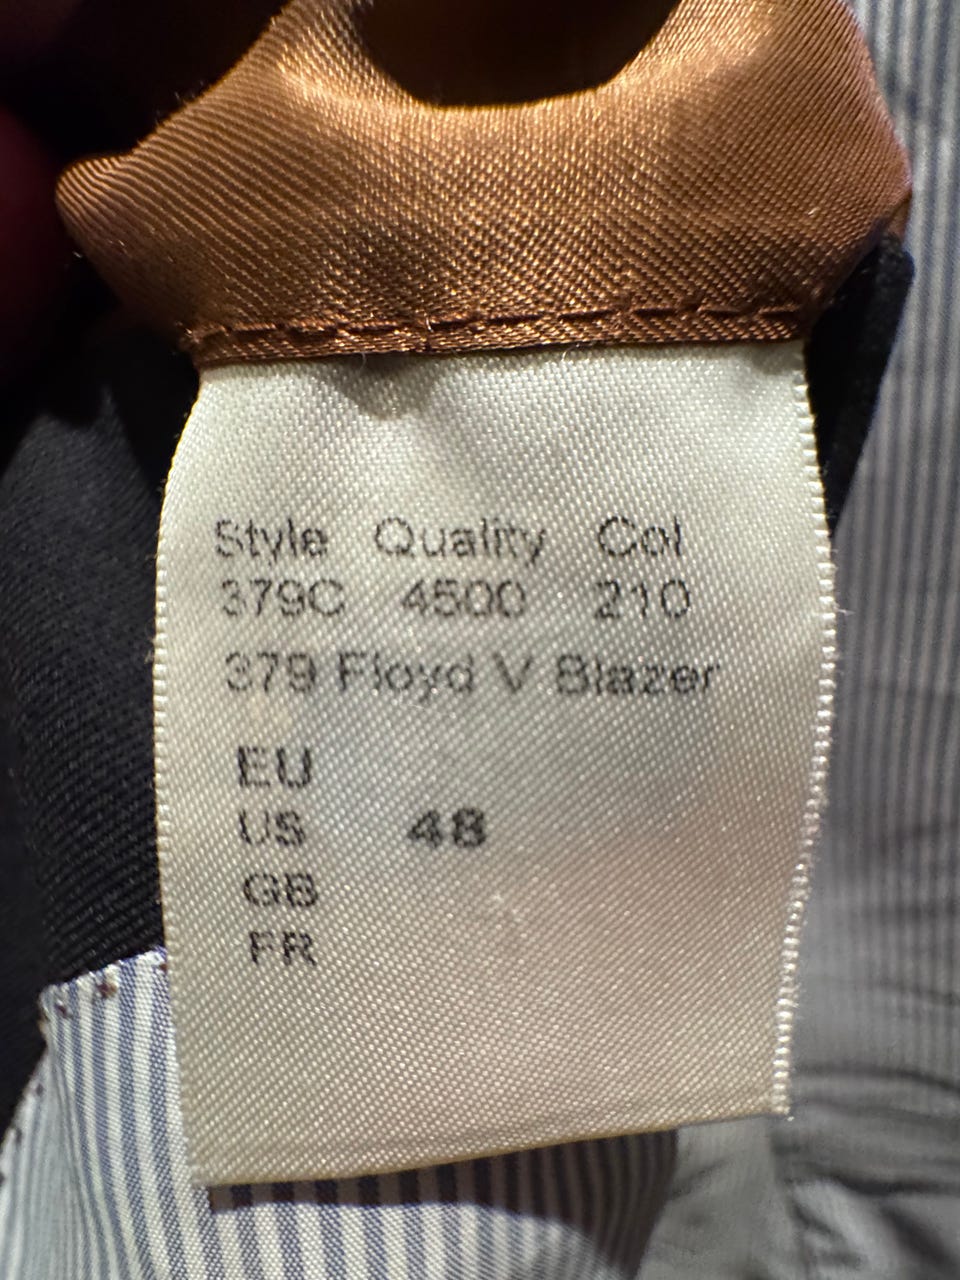 Style Quality Col
379C 4500 210
379 Floyd V Blazer
EU
US 48
GB
FR